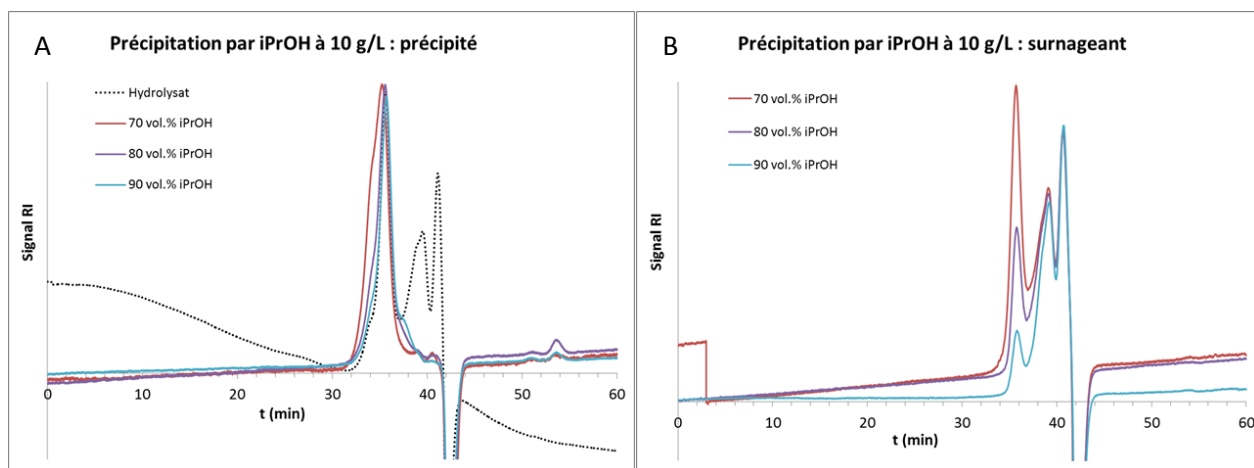 A
Précipitation par iPrOH à 10 g/L : précipité
Hydrolysat
70 vol.% iPrOH
80 vol.% iPrOH
90 vol.% iPrOH
Signal RI
0 10 20 30 40 50 60
t (min)
B
Précipitation par iPrOH à 10 g/L : surnageant
70 vol.% iPrOH
80 vol.% iPrOH
90 vol.% iPrOH
Signal RI
0 10 20 30 40 50 60
t (min)